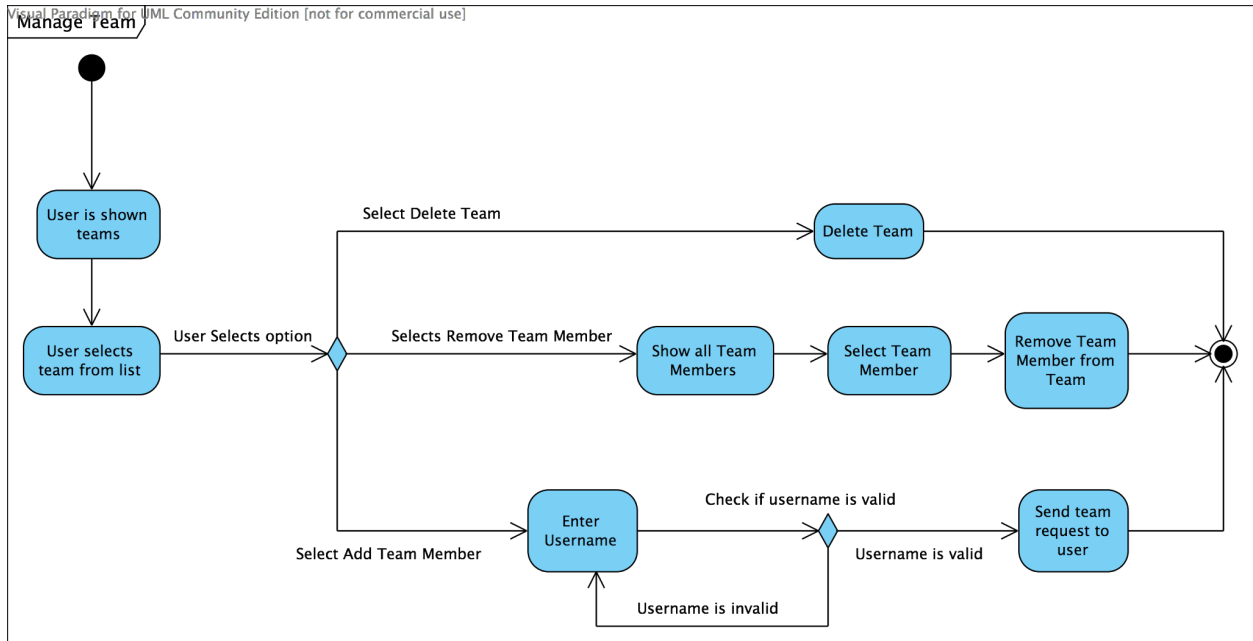 Visual Paradigm for UML Community Edition [not for commercial use]
Manage Team
User is shown
teams
Select Delete Team
Delete Team
User selects
team from list
User Selects option
Selects Remove Team Member
Show all Team
Members
Select Team
Member
Remove Team
Member from
Team
Select Add Team Member
Enter
Username
Check if username is valid
Username is valid
Send team
request to
user
Username is invalid